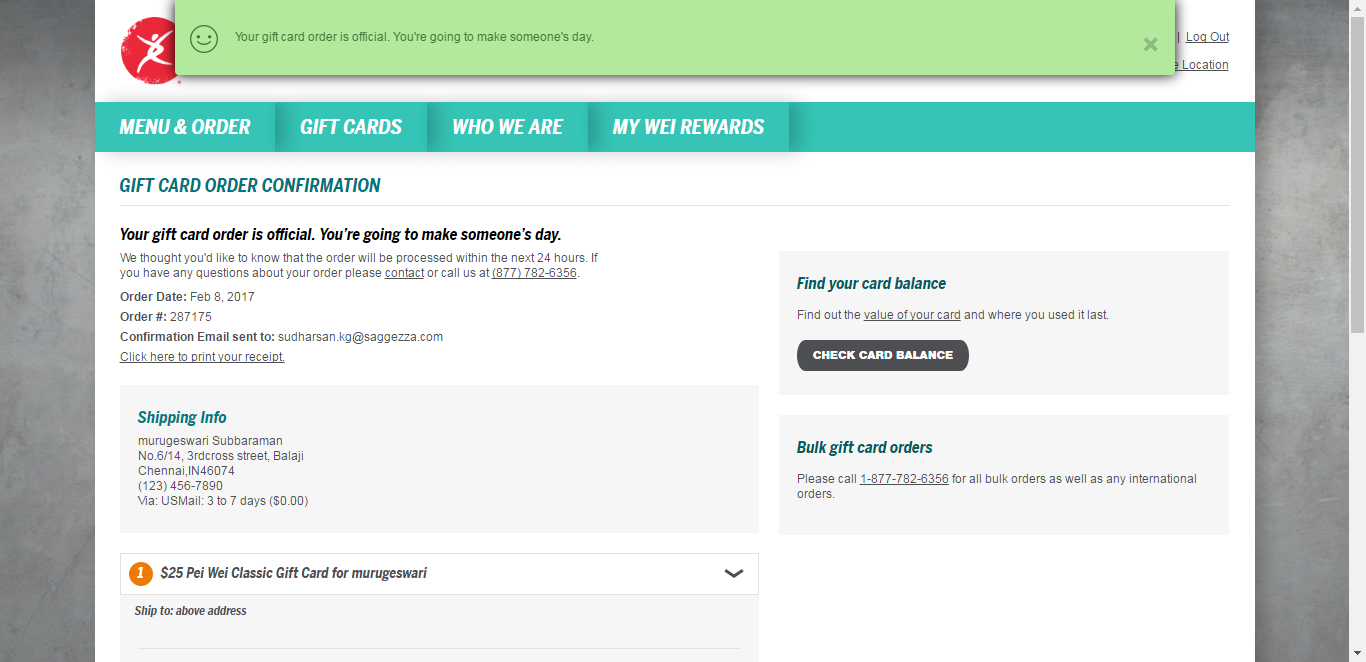 Your gift card order is official. You're going to make someone's day.
| Log Out
Location
MENU & ORDER
GIFT CARDS
WHO WE ARE
MY WEI REWARDS
GIFT CARD ORDER CONFIRMATION
Your gift card order is official. You're going to make someone's day.
We thought you'd like to know that the order will be processed within the next 24 hours. If
you have any questions about your order please contact or call us at (877) 782-6356.
Order Date: Feb 8, 2017
Order #: 287175
Confirmation Email sent to: sudharsan.kg@saggezza.com
Click here to print your receipt.
Shipping Info
murugeswari Subbaraman
No.6/14, 3rdcross street, Balaji
Chennai,IN46074
(123) 456-7890
Via: USMail: 3 to 7 days ($0.00)
1 $25 Pei Wei Classic Gift Card for murugeswari
Ship to: above address
Find your card balance
Find out the value of your card and where you used it last.
CHECK CARD BALANCE
Bulk gift card orders
Please call 1-877-782-6356 for all bulk orders as well as any international
orders.